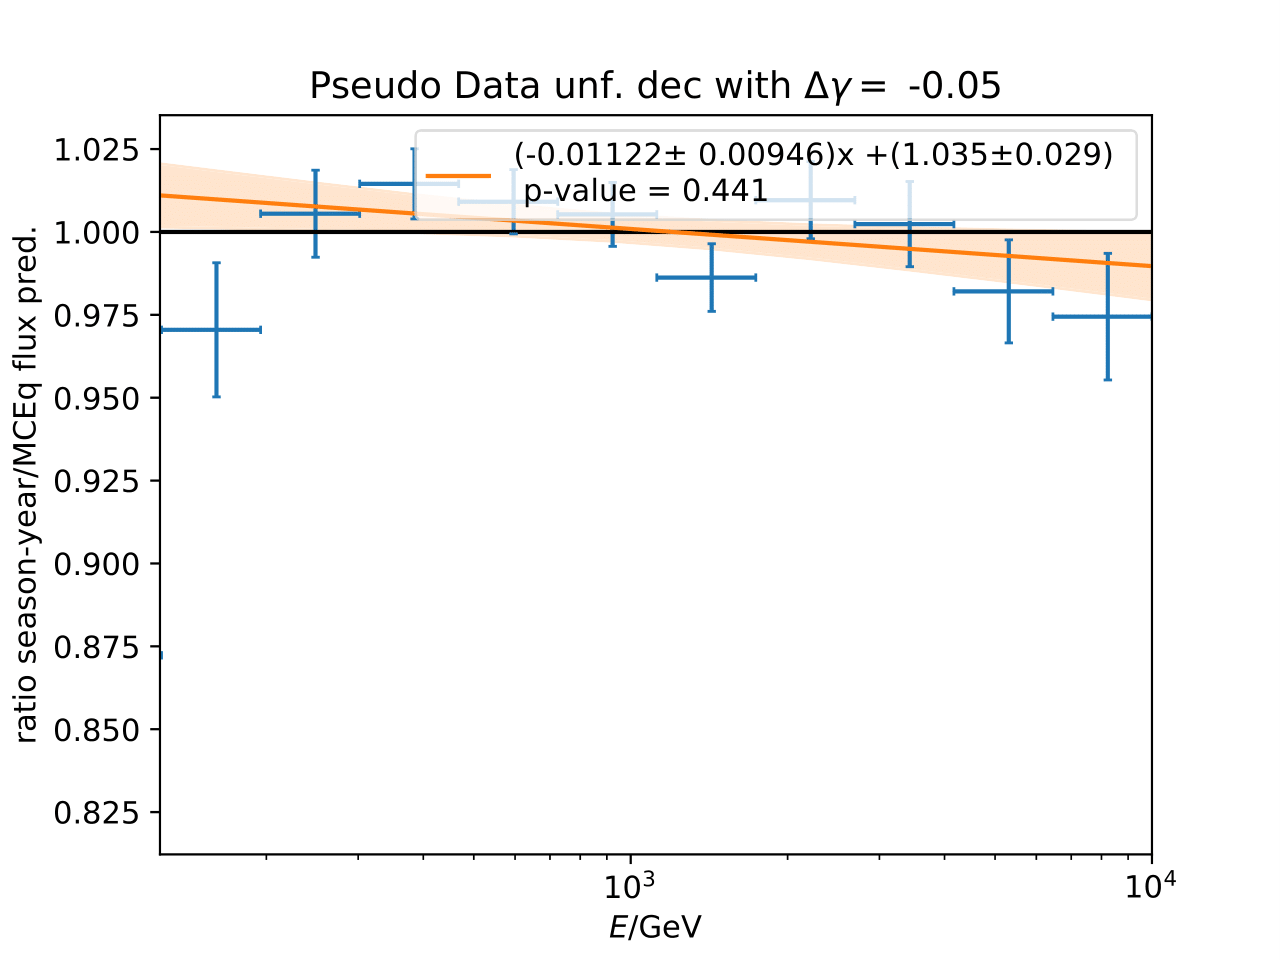 Pseudo Data unf. dec with Δγ = -0.05
(-0.01122± 0.00946)x +(1.035±0.029)
p-value = 0.441
1.025
1.000
0.975
0.950
0.925
0.900
0.875
0.850
0.825
ratio season-year/MCEq flux pred.
10³
10⁴
E/GeV